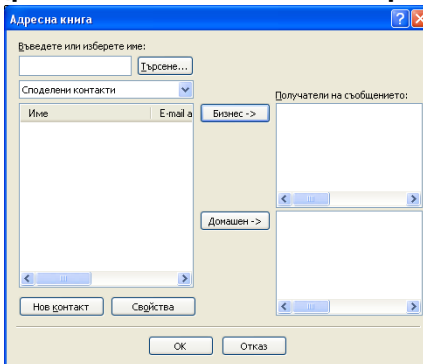 Адресна книга
Въведете или изберете име:
Търсене...
Споделени контакти
Получатели на съобщението:
Име E-mail a
Бизнес ->
Домашен ->
Нов контакт Свойства
OK Отказ